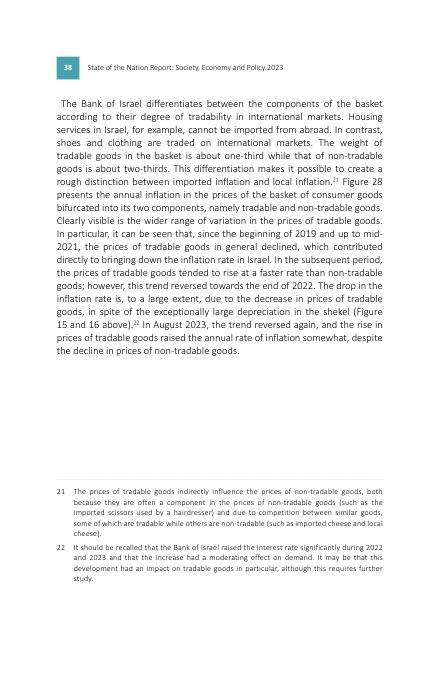 38 State of the Nation Report: Society, Economy and Policy 2023
The Bank of Israel differentiates between the components of the basket
according to their degree of tradability in international markets. Housing
services in Israel, for example, cannot be imported from abroad. In contrast,
shoes and clothing are traded on international markets. The weight of
tradable goods in the basket is about one-third while that of non-tradable
goods is about two-thirds. This differentiation makes it possible to create a
rough distinction between imported inflation and local inflation.21 Figure 28
presents the annual inflation in the prices of the basket of consumer goods
bifurcated into its two components, namely tradable and non-tradable goods.
Clearly visible is the wider range of variation in the prices of tradable goods.
In particular, it can be seen that, since the beginning of 2019 and up to mid-
2021, the prices of tradable goods in general declined, which contributed
directly to bringing down the inflation rate in Israel. In the subsequent period,
the prices of tradable goods tended to rise at a faster rate than non-tradable
goods; however, this trend reversed towards the end of 2022. The drop in the
inflation rate is, to a large extent, due to the decrease in prices of tradable
goods, in spite of the exceptionally large depreciation in the shekel (Figure
15 and 16 above).22 In August 2023, the trend reversed again, and the rise in
prices of tradable goods raised the annual rate of inflation somewhat, despite
the decline in prices of non-tradable goods.
21 The prices of tradable goods indirectly influence the prices of non-tradable goods, both
because they are often a component in the prices of non-tradable goods (such as the
imported scissors used by a hairdresser) and due to competition between similar goods,
some of which are tradable while others are non-tradable (such as imported cheese and local
cheese).
22 It should be recalled that the Bank of Israel raised the interest rate significantly during 2022
and 2023 and that the increase had a moderating effect on demand. It may be that this
development had an impact on tradable goods in particular, although this requires further
study.